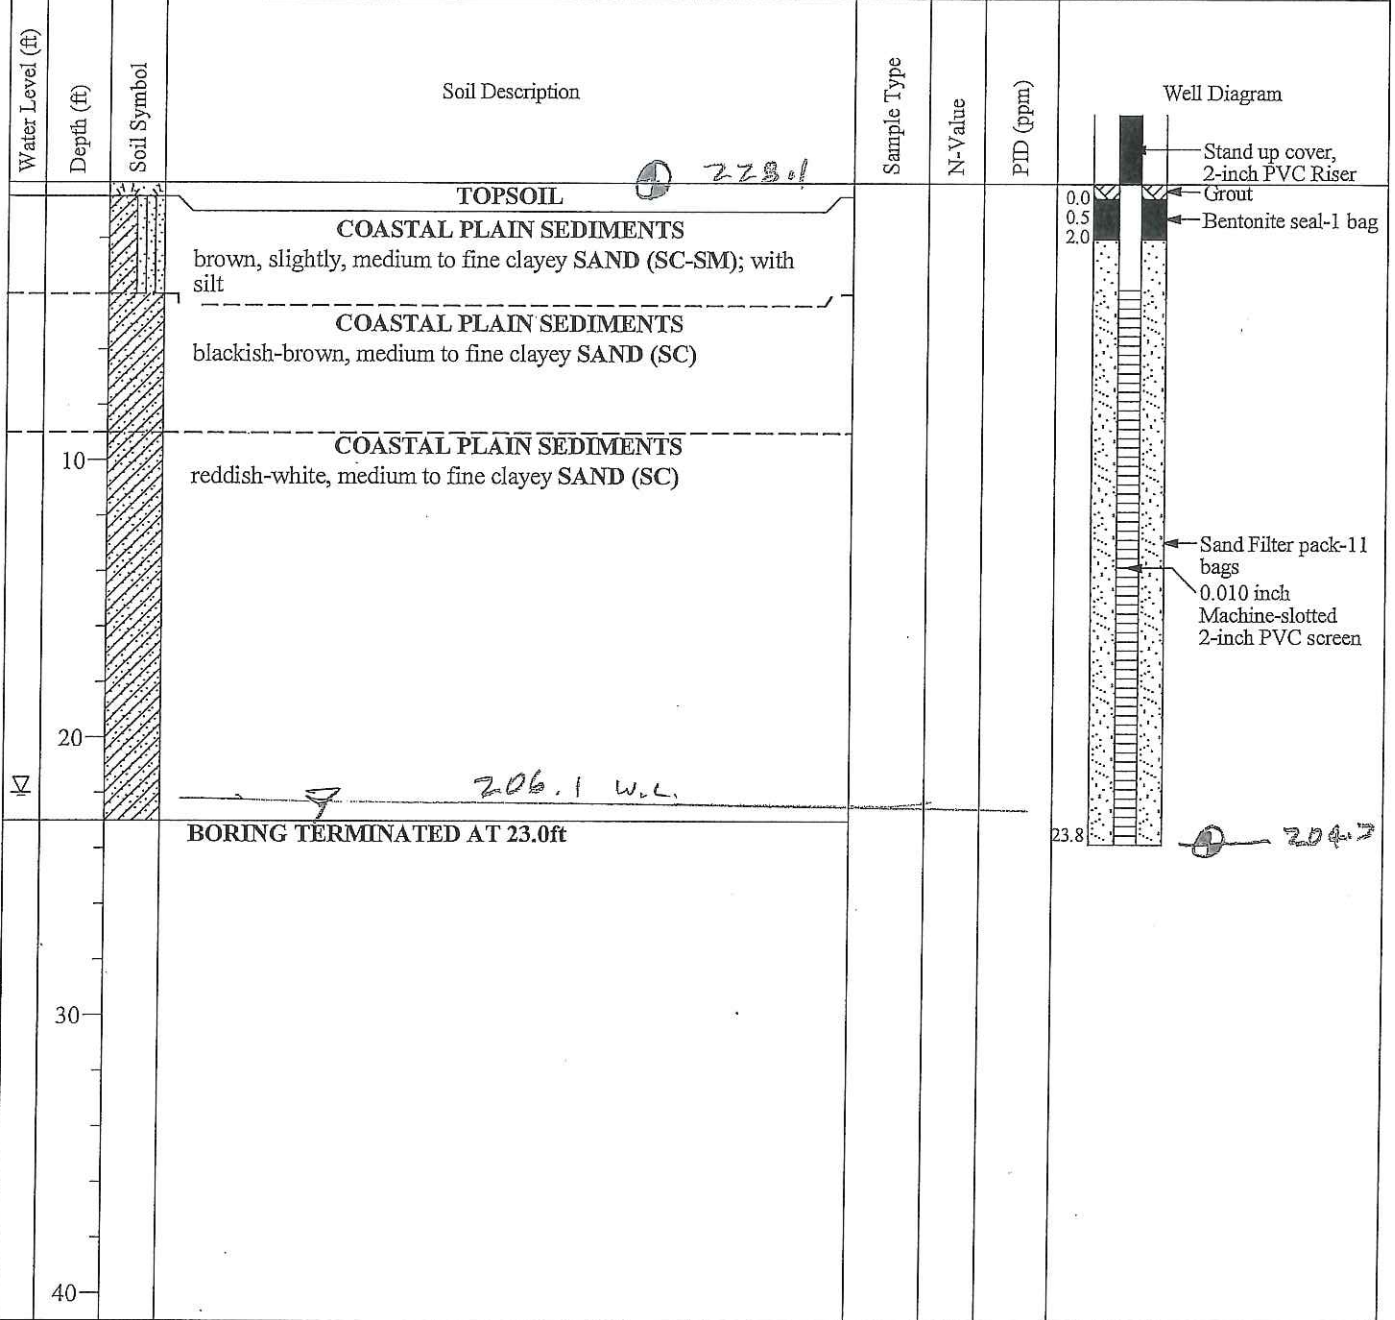 Water Level (ft)
Depth (ft)
Soil Symbol
Soil Description
Sample Type
N-Value
PID (ppm)
Well Diagram
228.1
Stand up cover,
2-inch PVC Riser
TOPSOIL
0.0
Grout
0.5
Bentonite seal-1 bag
2.0
COASTAL PLAIN SEDIMENTS
brown, slightly, medium to fine clayey SAND (SC-SM); with
silt
COASTAL PLAIN SEDIMENTS
blackish-brown, medium to fine clayey SAND (SC)
COASTAL PLAIN SEDIMENTS
10
reddish-white, medium to fine clayey SAND (SC)
Sand Filter pack-11
bags
0.010 inch
Machine-slotted
2-inch PVC screen
20
206.1 W.L.
BORING TERMINATED AT 23.0ft
23.8
30
40